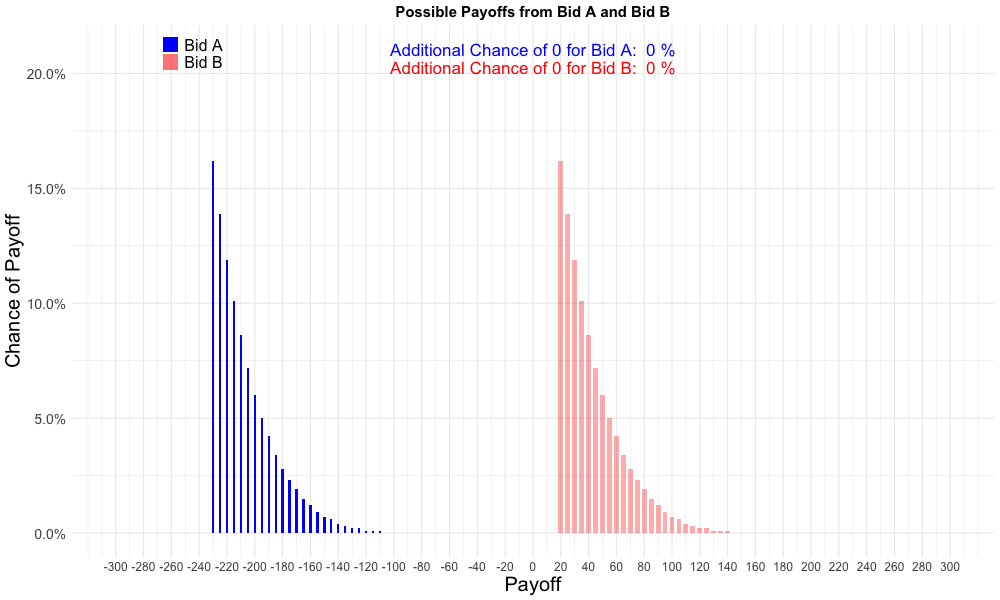 Possible Payoffs from Bid A and Bid B
Bid A
Bid B
Additional Chance of 0 for Bid A: 0 %
Additional Chance of 0 for Bid B: 0 %
Chance of Payoff
20.0%
15.0%
10.0%
5.0%
0.0%
-300 -280 -260 -240 -220 -200 -180 -160 -140 -120 -100 -80 -60 -40 -20 0 20 40 60 80 100 120 140 160 180 200 220 240 260 280 300
Payoff